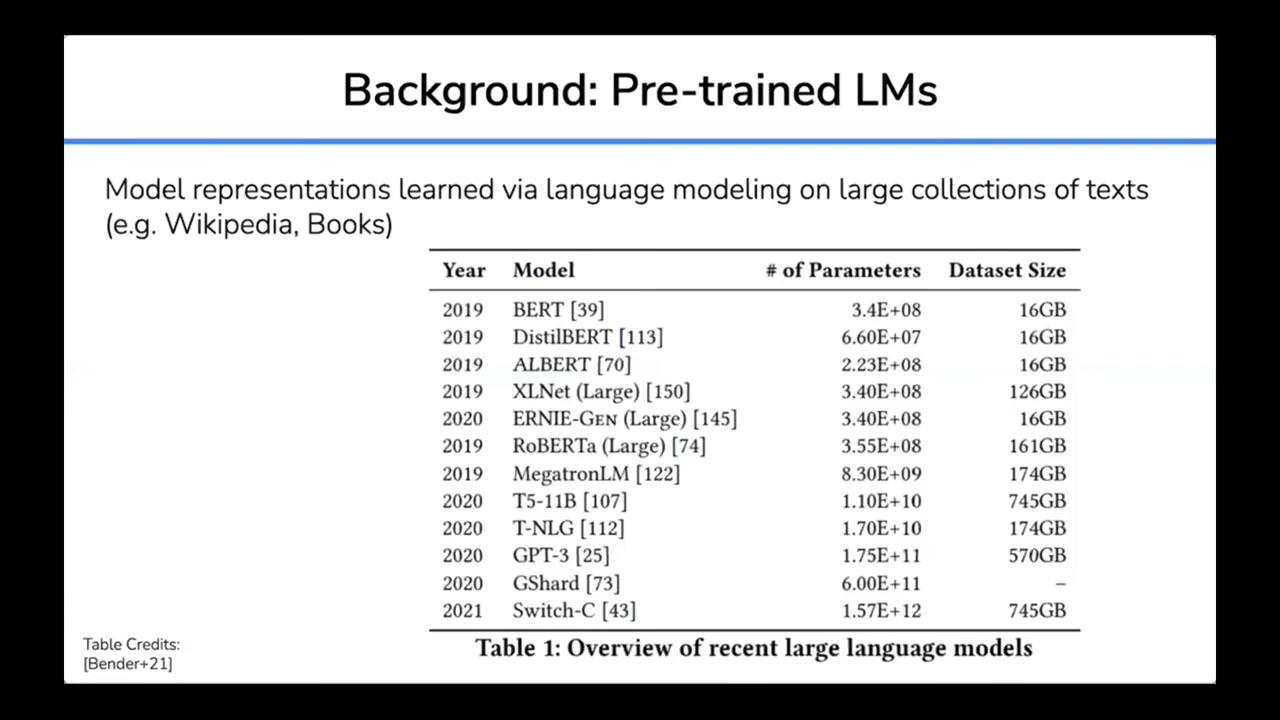 Background: Pre-trained LMs
Model representations learned via language modeling on large collections of texts
(e.g. Wikipedia, Books)
Year Model # of Parameters Dataset Size
2019 BERT [39] 3.4E+08 16GB
2019 DistilBERT [113] 6.60E+07 16GB
2019 ALBERT [70] 2.23E+08 16GB
2019 XLNet (Large) [150] 3.40E+08 126GB
2020 ERNIE-GEN (Large) [145] 3.40E+08 16GB
2019 RoBERTa (Large) [74] 3.55E+08 161GB
2019 MegatronLM [122] 8.30E+09 174GB
2020 T5-11B [107] 1.10E+10 745GB
2020 T-NLG [112] 1.70E+10 174GB
2020 GPT-3 [25] 1.75E+11 570GB
2020 GShard [73] 6.00E+11 –
2021 Switch-C [43] 1.57E+12 745GB
Table 1: Overview of recent large language models
Table Credits:
[Bender+21]